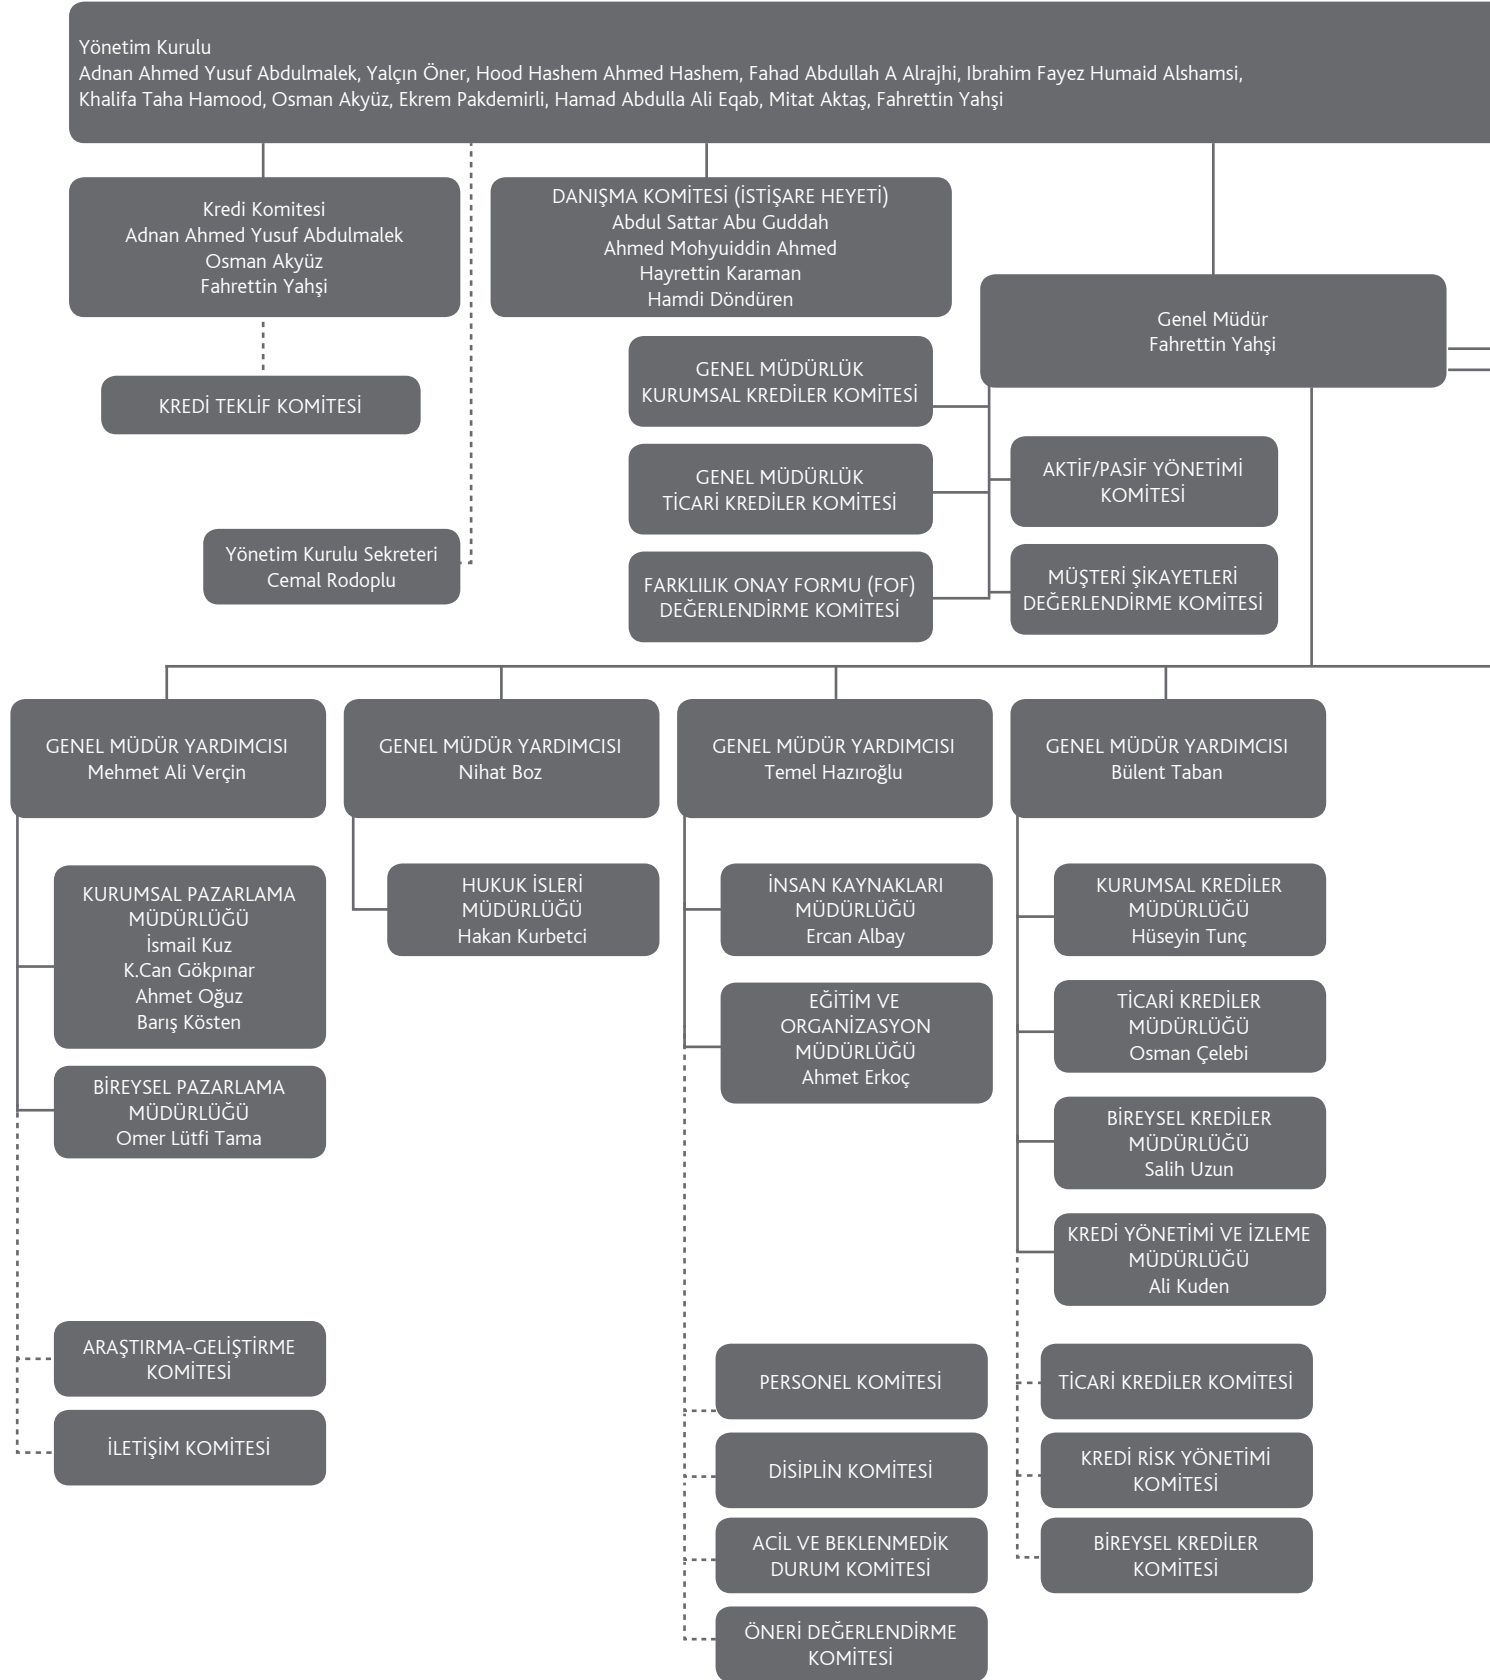 Yönetim Kurulu
Adnan Ahmed Yusuf Abdulmalek, Yalçın Öner, Hood Hashem Ahmed Hashem, Fahad Abdullah A Alrajhi, Ibrahim Fayez Humaid Alshamsi,
Khalifa Taha Hamood, Osman Akyüz, Ekrem Pakdemirli, Hamad Abdulla Ali Eqab, Mitat Aktaş, Fahrettin Yahşi
Kredi Komitesi
Adnan Ahmed Yusuf Abdulmalek
Osman Akyüz
Fahrettin Yahşi
DANIŞMA KOMİTESİ (İSTİŞARE HEYETİ)
Abdul Sattar Abu Guddah
Ahmed Mohyuiddin Ahmed
Hayrettin Karaman
Hamdi Döndüren
Genel Müdür
Fahrettin Yahşi
KREDİ TEKLİF KOMİTESİ
GENEL MÜDÜRLÜK
KURUMSAL KREDİLER KOMİTESİ
GENEL MÜDÜRLÜK
TİCARİ KREDİLER KOMİTESİ
AKTİF/PASİF YÖNETİMİ
KOMİTESİ
Yönetim Kurulu Sekreteri
Cemal Rodoplu
FARKLILIK ONAY FORMU (FOF)
DEĞERLENDİRME KOMİTESİ
MÜŞTERİ ŞİKAYETLERİ
DEĞERLENDİRME KOMİTESİ
GENEL MÜDÜR YARDIMCISI
Mehmet Ali Verçin
GENEL MÜDÜR YARDIMCISI
Nihat Boz
GENEL MÜDÜR YARDIMCISI
Temel Hazıroğlu
GENEL MÜDÜR YARDIMCISI
Bülent Taban
KURUMSAL PAZARLAMA
MÜDÜRLÜĞÜ
İsmail Kuz
K.Can Gökpınar
Ahmet Oğuz
Barış Kösten
BİREYSEL PAZARLAMA
MÜDÜRLÜĞÜ
Omer Lütfi Tama
ARAŞTIRMA-GELİŞTİRME
KOMİTESİ
İLETİŞİM KOMİTESİ
HUKUK İSLERİ
MÜDÜRLÜĞÜ
Hakan Kurbetci
İNSAN KAYNAKLARI
MÜDÜRLÜĞÜ
Ercan Albay
EĞİTİM VE
ORGANİZASYON
MÜDÜRLÜĞÜ
Ahmet Erkoç
PERSONEL KOMİTESİ
DİSİPLİN KOMİTESİ
ACİL VE BEKLENMEDİK
DURUM KOMİTESİ
ÖNERİ DEĞERLENDİRME
KOMİTESİ
KURUMSAL KREDİLER
MÜDÜRLÜĞÜ
Hüseyin Tunç
TİCARİ KREDİLER
MÜDÜRLÜĞÜ
Osman Çelebi
BİREYSEL KREDİLER
MÜDÜRLÜĞÜ
Salih Uzun
KREDİ YÖNETİMİ VE İZLEME
MÜDÜRLÜĞÜ
Ali Kuden
TİCARİ KREDİLER KOMİTESİ
KREDİ RİSK YÖNETİMİ
KOMİTESİ
BİREYSEL KREDİLER
KOMİTESİ